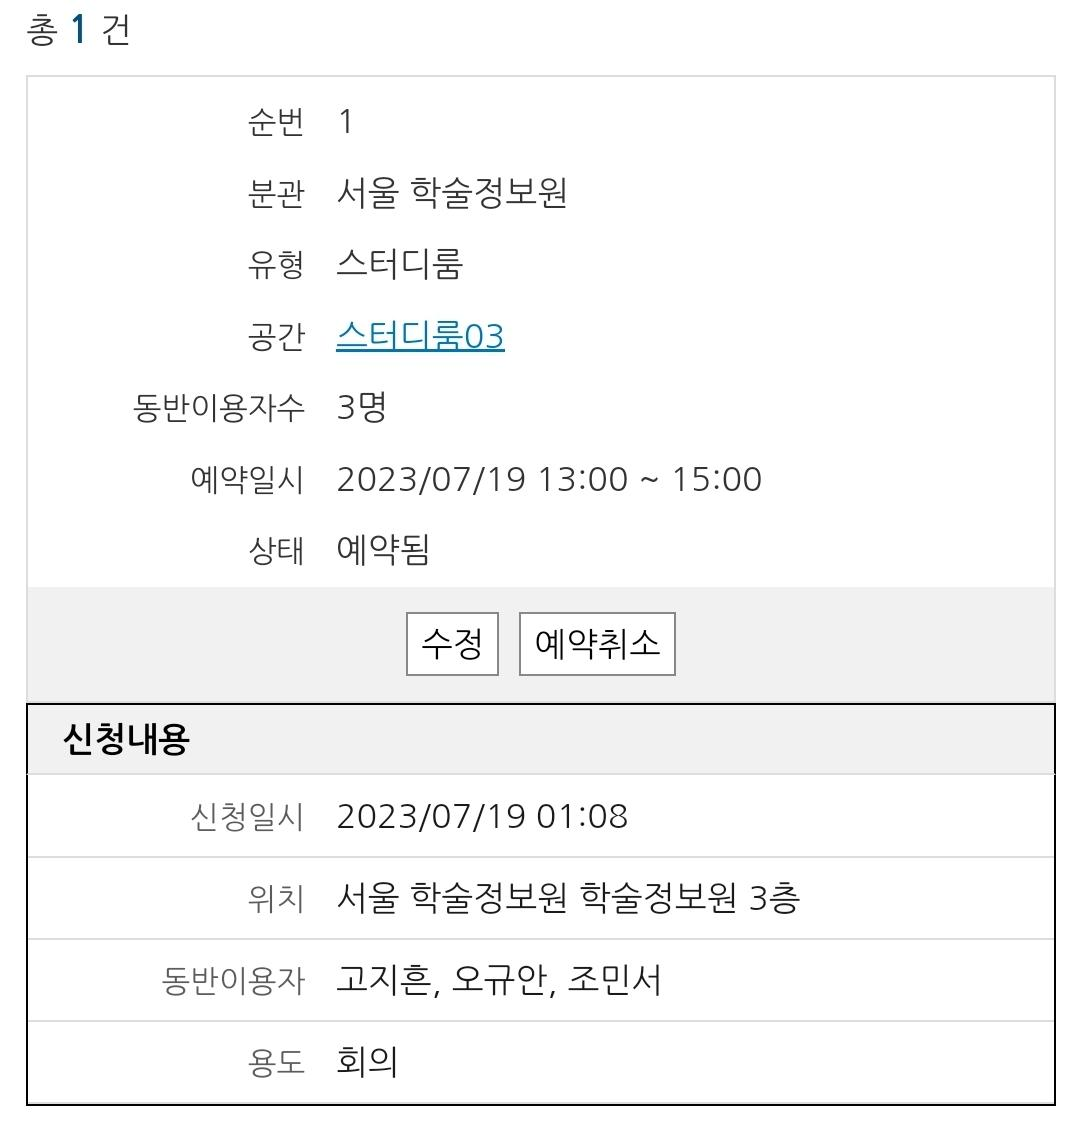 총 1 건
순번 1
분관 서울 학술정보원
유형 스터디룸
공간 스터디룸03
동반이용자수 3명
예약일시 2023/07/19 13:00 ~ 15:00
상태 예약됨
수정 예약취소
신청내용
신청일시 2023/07/19 01:08
위치 서울 학술정보원 학술정보원 3층
동반이용자 고지흔, 오규안, 조민서
용도 회의